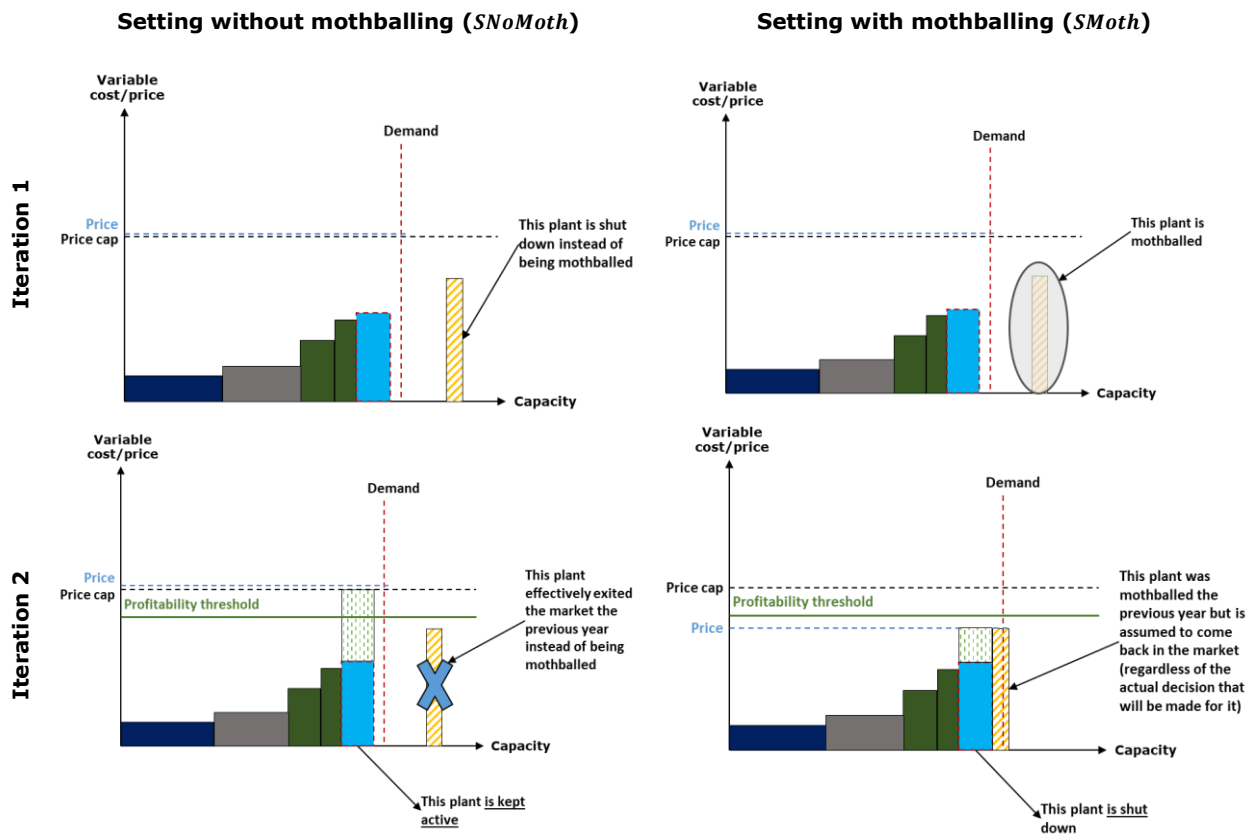 Setting without mothballing (SNoMoth)
Setting with mothballing (SMoth)
Iteration 1
Variable
cost/price
Demand
Price
Price cap
This plant is shut
down instead of
being mothballed
Capacity
Variable
cost/price
Demand
Price
Price cap
This plant is
mothballed
Capacity
Iteration 2
Variable
cost/price
Demand
Price
Price cap
Profitability threshold
This plant
effectively exited
the market the
previous year
instead of being
mothballed
Capacity
This plant is kept
active
Variable
cost/price
Demand
Price cap
Profitability threshold
Price
This plant was
mothballed the
previous year but is
assumed to come
back in the market
(regardless of the
actual decision that
will be made for it)
Capacity
This plant is shut
down